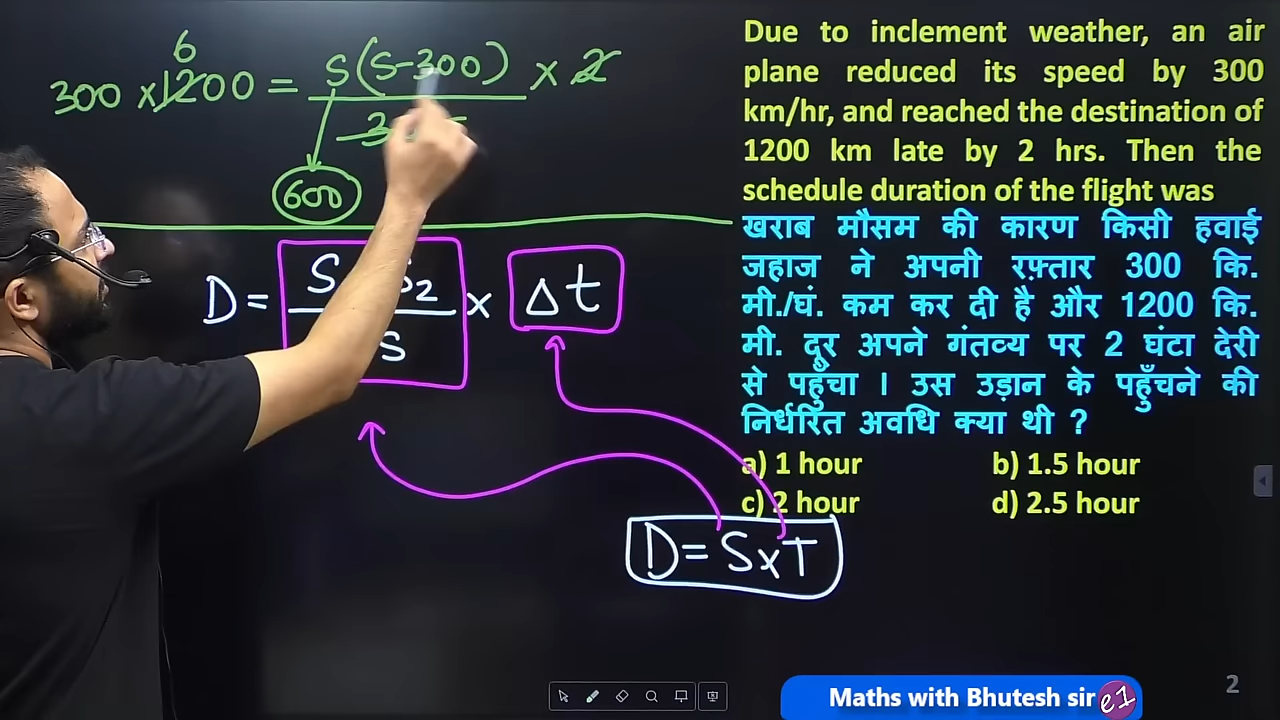 6
300 × 1200 = S(S-300) × 2
600
D = S S2 × Δt
S
D = S×T
Due to inclement weather, an air
plane reduced its speed by 300
km/hr, and reached the destination of
1200 km late by 2 hrs. Then the
schedule duration of the flight was
खराब मौसम की कारण किसी हवाई
जहाज ने अपनी रफ़्तार 300 कि.
मी./घं. कम कर दी है और 1200 कि.
मी. दूर अपने गंतव्य पर 2 घंटा देरी
से पहुँचा । उस उड़ान के पहुँचने की
निर्धरित अवधि क्या थी ?
a) 1 hour b) 1.5 hour
c) 2 hour d) 2.5 hour
Maths with Bhutesh sir e1
2